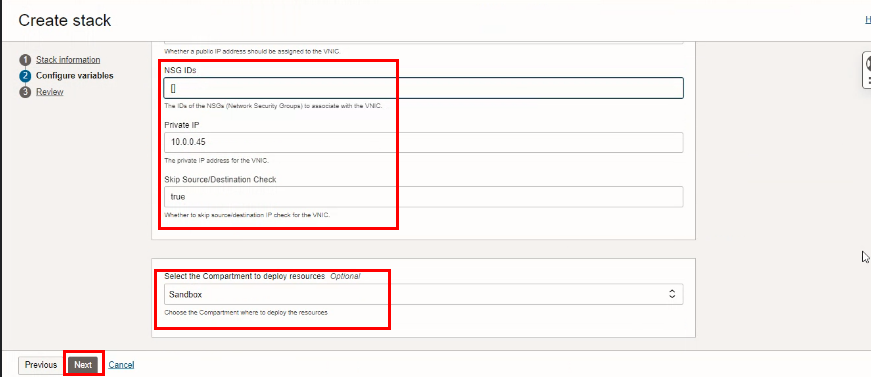 Create stack
H
1 Stack information
2 Configure variables
3 Review
Whether a public IP address should be assigned to the VNIC.
NSG IDs
[]
The IDs of the NSGs (Network Security Groups) to associate with the VNIC.
Private IP
10.0.0.45
The private IP address for the VNIC.
Skip Source/Destination Check
true
Whether to skip source/destination IP check for the VNIC.
Select the Compartment to deploy resources Optional
Sandbox
Choose the Compartment where to deploy the resources
Previous Next Cancel